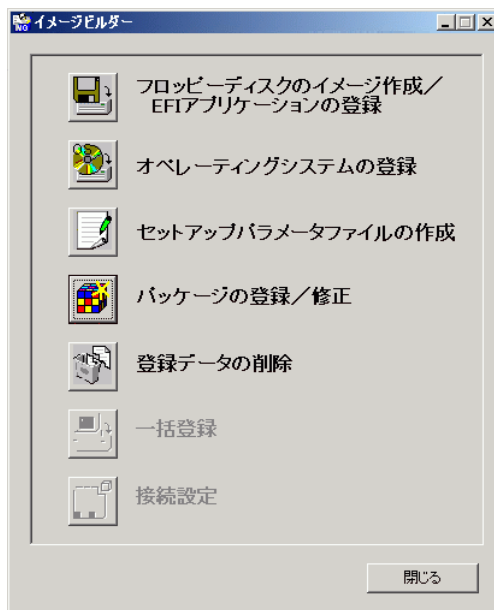 イメージビルダー
フロッピーディスクのイメージ作成／
EFIアプリケーションの登録
オペレーティングシステムの登録
セットアップパラメータファイルの作成
パッケージの登録／修正
登録データの削除
一括登録
接続設定
閉じる